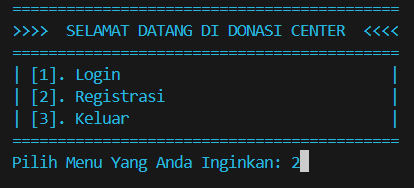 ===========================================
>>>>  SELAMAT DATANG DI DONASI CENTER  <<<<
===========================================
| [1]. Login                              |
| [2]. Registrasi                         |
| [3]. Keluar                             |
===========================================
Pilih Menu Yang Anda Inginkan: 2